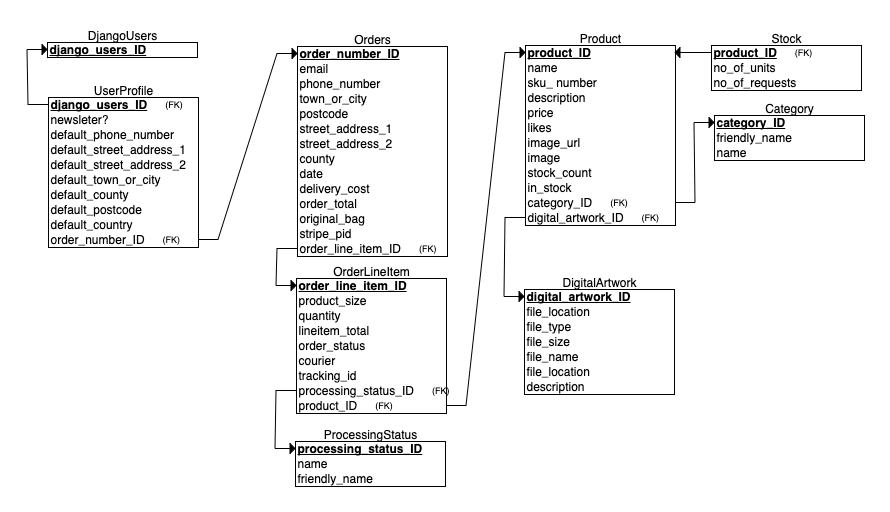 DjangoUsers
django_users_ID
UserProfile
django_users_ID (FK)
newsleter?
default_phone_number
default_street_address_1
default_street_address_2
default_town_or_city
default_county
default_postcode
default_country
order_number_ID (FK)
Orders
order_number_ID
email
phone_number
town_or_city
postcode
street_address_1
street_address_2
county
date
delivery_cost
order_total
original_bag
stripe_pid
order_line_item_ID (FK)
OrderLineItem
order_line_item_ID
product_size
quantity
lineitem_total
order_status
courier
tracking_id
processing_status_ID (FK)
product_ID (FK)
ProcessingStatus
processing_status_ID
name
friendly_name
Product
product_ID
name
sku_ number
description
price
likes
image_url
image
stock_count
in_stock
category_ID (FK)
digital_artwork_ID (FK)
DigitalArtwork
digital_artwork_ID
file_location
file_type
file_size
file_name
file_location
description
Stock
product_ID (FK)
no_of_units
no_of_requests
Category
category_ID
friendly_name
name